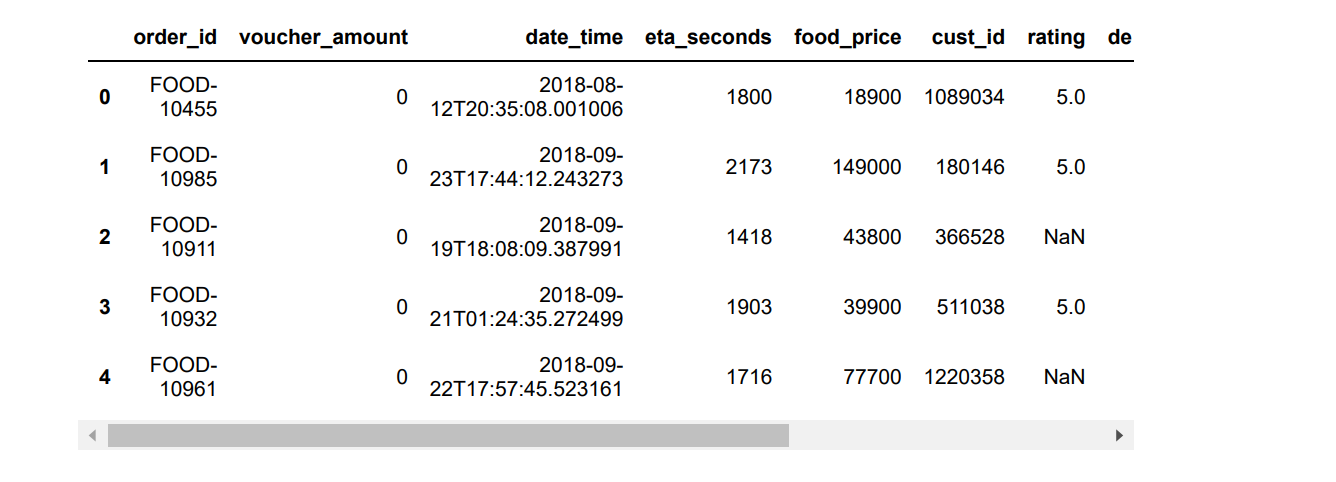 order_id voucher_amount date_time eta_seconds food_price cust_id rating de
0 FOOD-
10455 0 2018-08-
12T20:35:08.001006 1800 18900 1089034 5.0
1 FOOD-
10985 0 2018-09-
23T17:44:12.243273 2173 149000 180146 5.0
2 FOOD-
10911 0 2018-09-
19T18:08:09.387991 1418 43800 366528 NaN
3 FOOD-
10932 0 2018-09-
21T01:24:35.272499 1903 39900 511038 5.0
4 FOOD-
10961 0 2018-09-
22T17:57:45.523161 1716 77700 1220358 NaN